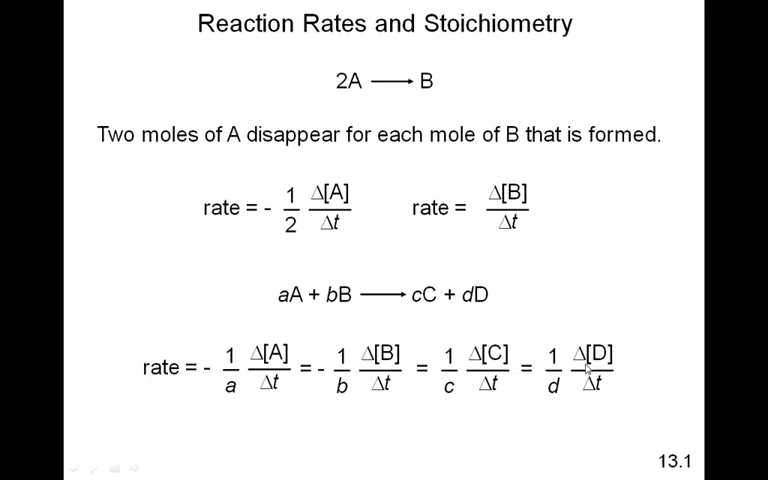 Reaction Rates and Stoichiometry
2A ⟶ B
Two moles of A disappear for each mole of B that is formed.
rate = - 1/2 Δ[A]/Δt    rate = Δ[B]/Δt
aA + bB ⟶ cC + dD
rate = - 1/a Δ[A]/Δt = - 1/b Δ[B]/Δt = 1/c Δ[C]/Δt = 1/d Δ[D]/Δt
13.1